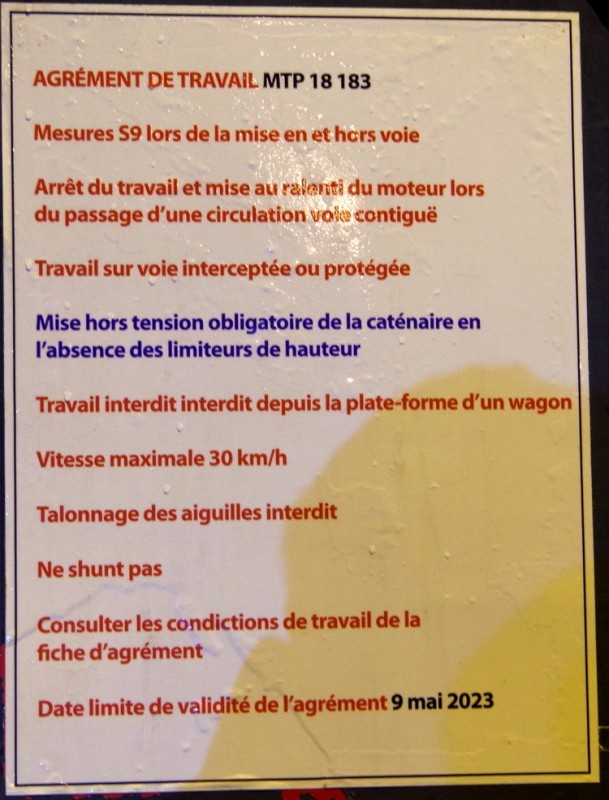 AGRÉMENT DE TRAVAIL MTP 18 183
Mesures S9 lors de la mise en et hors voie
Arrêt du travail et mise au ralenti du moteur lors
du passage d'une circulation voie contiguë
Travail sur voie interceptée ou protégée
Mise hors tension obligatoire de la caténaire en
l'absence des limiteurs de hauteur
Travail interdit interdit depuis la plate-forme d'un wagon
Vitesse maximale 30 km/h
Talonnage des aiguilles interdit
Ne shunt pas
Consulter les conditions de travail de la
fiche d'agrément
Date limite de validité de l'agrément 9 mai 2023